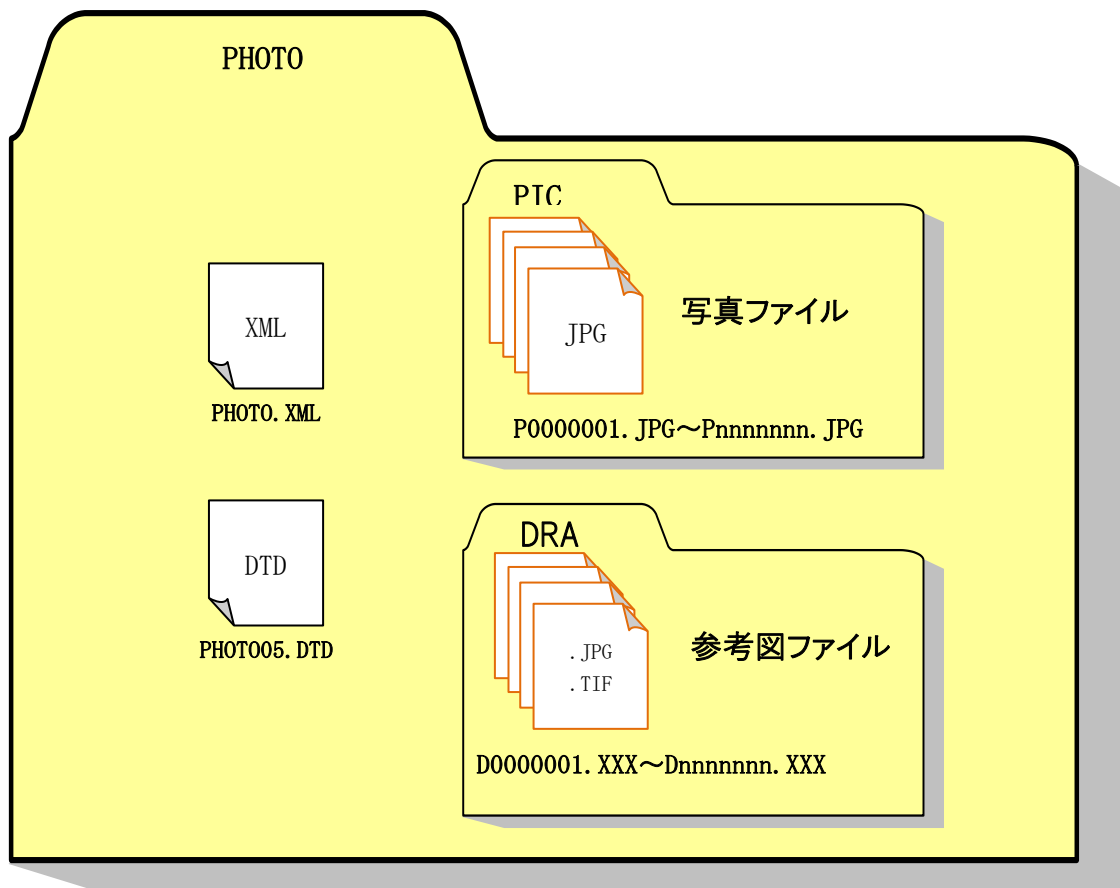 PHOTO
XML
PHOTO.XML
DTD
PHOTO05.DTD
PIC
JPG
写真ファイル
P0000001.JPG～Pnnnnnnn.JPG
DRA
.JPG
.TIF
参考図ファイル
D0000001.XXX～Dnnnnnnn.XXX